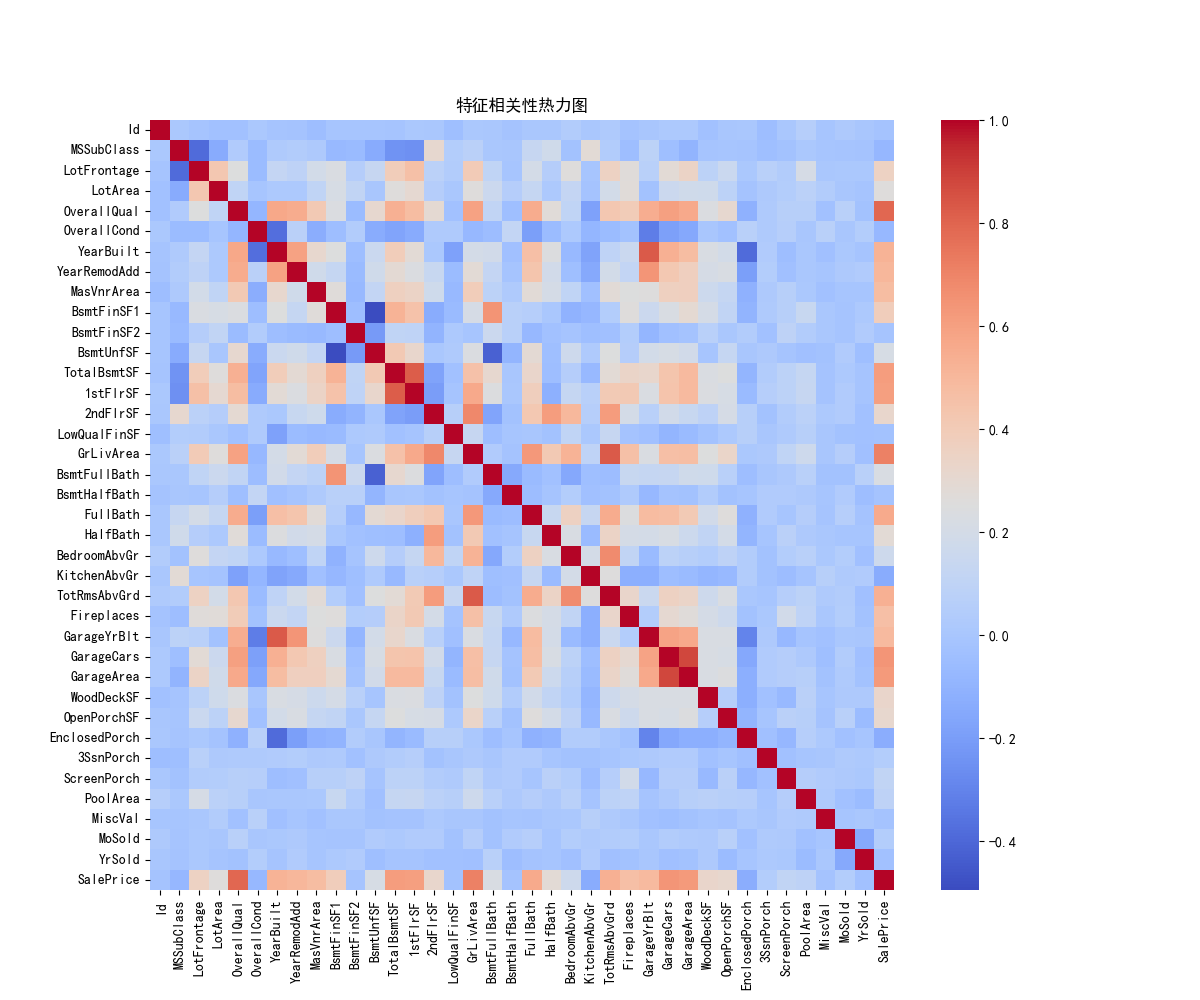 特征相关性热力图
Id
MSSubClass
LotFrontage
LotArea
OverallQual
OverallCond
YearBuilt
YearRemodAdd
MasVnrArea
BsmtFinSF1
BsmtFinSF2
BsmtUnfSF
TotalBsmtSF
1stFlrSF
2ndFlrSF
LowQualFinSF
GrLivArea
BsmtFullBath
BsmtHalfBath
FullBath
HalfBath
BedroomAbvGr
KitchenAbvGr
TotRmsAbvGrd
Fireplaces
GarageYrBlt
GarageCars
GarageArea
WoodDeckSF
OpenPorchSF
EnclosedPorch
3SsnPorch
ScreenPorch
PoolArea
MiscVal
MoSold
YrSold
SalePrice
Id
MSSubClass
LotFrontage
LotArea
OverallQual
OverallCond
YearBuilt
YearRemodAdd
MasVnrArea
BsmtFinSF1
BsmtFinSF2
BsmtUnfSF
TotalBsmtSF
1stFlrSF
2ndFlrSF
LowQualFinSF
GrLivArea
BsmtFullBath
BsmtHalfBath
FullBath
HalfBath
BedroomAbvGr
KitchenAbvGr
TotRmsAbvGrd
Fireplaces
GarageYrBlt
GarageCars
GarageArea
WoodDeckSF
OpenPorchSF
EnclosedPorch
3SsnPorch
ScreenPorch
PoolArea
MiscVal
MoSold
YrSold
SalePrice
1.0
0.8
0.6
0.4
0.2
0.0
−0.2
−0.4